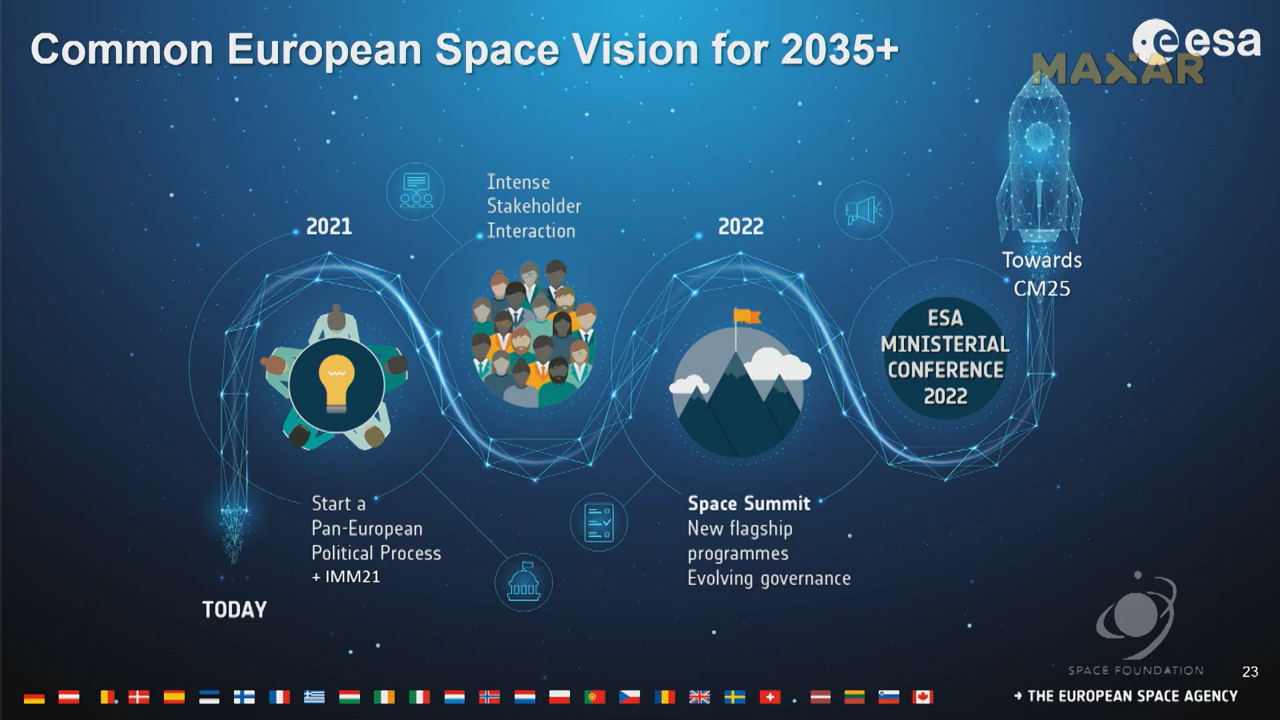 Common European Space Vision for 2035+
esa
MAXAR
2021
Intense
Stakeholder
Interaction
2022
Towards
CM25
ESA
MINISTERIAL
CONFERENCE
2022
Start a
Pan-European
Political Process
+ IMM21
Space Summit
New flagship
programmes
Evolving governance
TODAY
SPACE FOUNDATION
23
→ THE EUROPEAN SPACE AGENCY